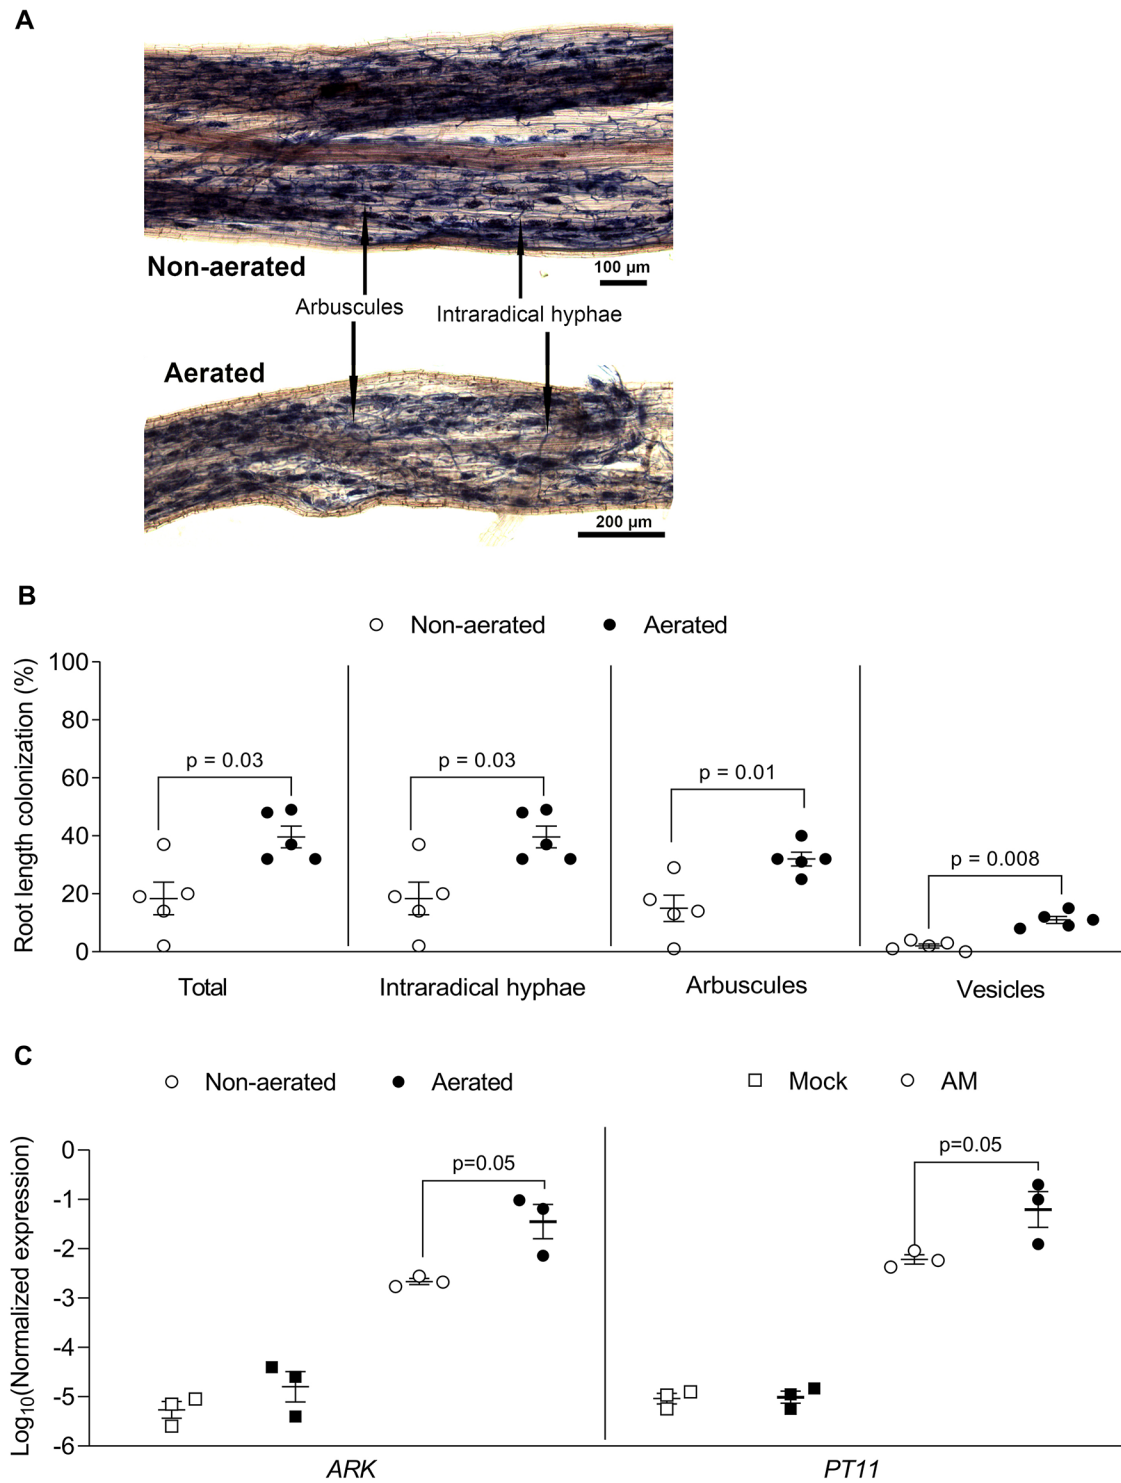 A
Non-aerated
100 µm
Arbuscules
Intraradical hyphae
Aerated
200 µm
B
Non-aerated
Aerated
Root length colonization (%)
100
80
60
40
20
0
p = 0.03
p = 0.03
p = 0.01
p = 0.008
Total
Intraradical hyphae
Arbuscules
Vesicles
C
Non-aerated
Aerated
Mock
AM
Log10(Normalized expression)
0
-1
-2
-3
-4
-5
-6
p=0.05
p=0.05
ARK
PT11